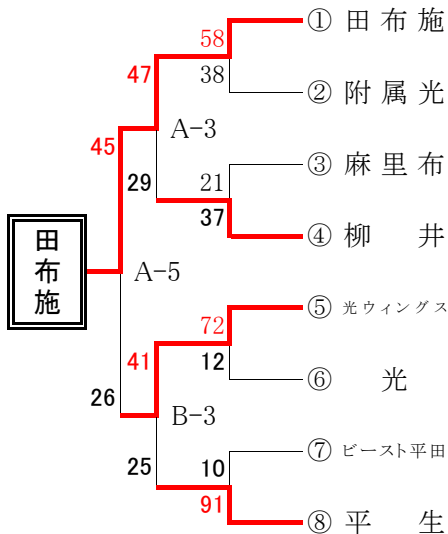 58 ① 田布施
47 38 ② 附属光
45 A-3
29 21 ③ 麻里布
37 ④ 柳 井
田布施
A-5
72 ⑤ 光ウィングス
41 12 ⑥ 光
26 B-3
25 10 ⑦ ビースト平田
91 ⑧ 平 生